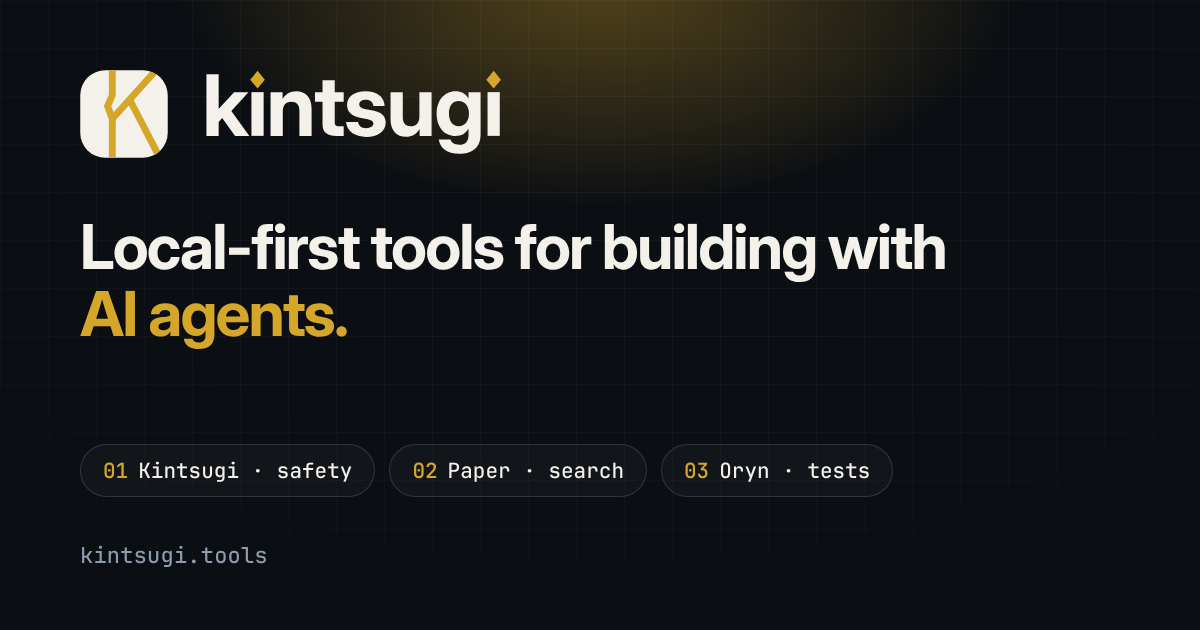 kintsugi
Local-first tools for building with
AI agents.
01 Kintsugi · safety
02 Paper · search
03 Oryn · tests
kintsugi.tools